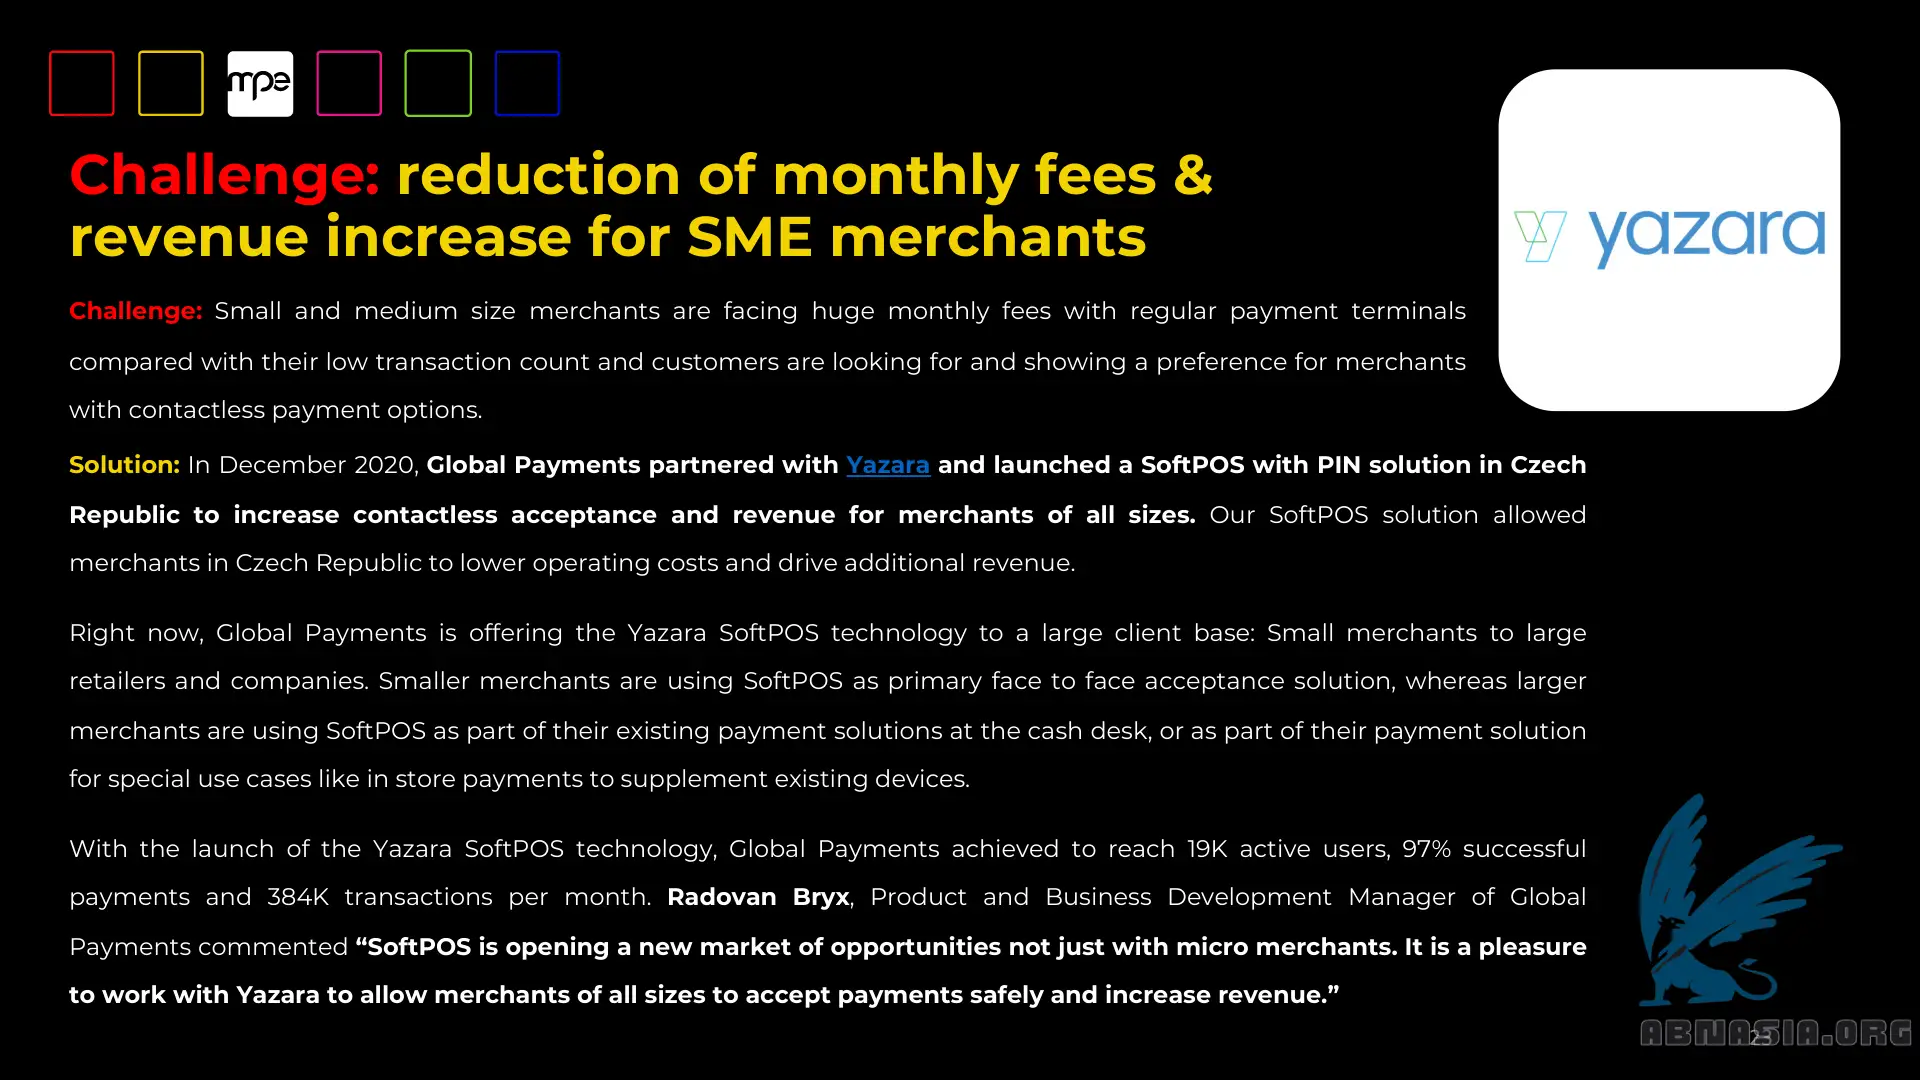 mpe
Challenge: reduction of monthly fees &
revenue increase for SME merchants
yazara
Challenge: Small and medium size merchants are facing huge monthly fees with regular payment terminals
compared with their low transaction count and customers are looking for and showing a preference for merchants
with contactless payment options.
Solution: In December 2020, Global Payments partnered with Yazara and launched a SoftPOS with PIN solution in Czech
Republic to increase contactless acceptance and revenue for merchants of all sizes. Our SoftPOS solution allowed
merchants in Czech Republic to lower operating costs and drive additional revenue.
Right now, Global Payments is offering the Yazara SoftPOS technology to a large client base: Small merchants to large
retailers and companies. Smaller merchants are using SoftPOS as primary face to face acceptance solution, whereas larger
merchants are using SoftPOS as part of their existing payment solutions at the cash desk, or as part of their payment solution
for special use cases like in store payments to supplement existing devices.
With the launch of the Yazara SoftPOS technology, Global Payments achieved to reach 19K active users, 97% successful
payments and 384K transactions per month. Radovan Bryx, Product and Business Development Manager of Global
Payments commented “SoftPOS is opening a new market of opportunities not just with micro merchants. It is a pleasure
to work with Yazara to allow merchants of all sizes to accept payments safely and increase revenue.”
ABNASIA.ORG
23